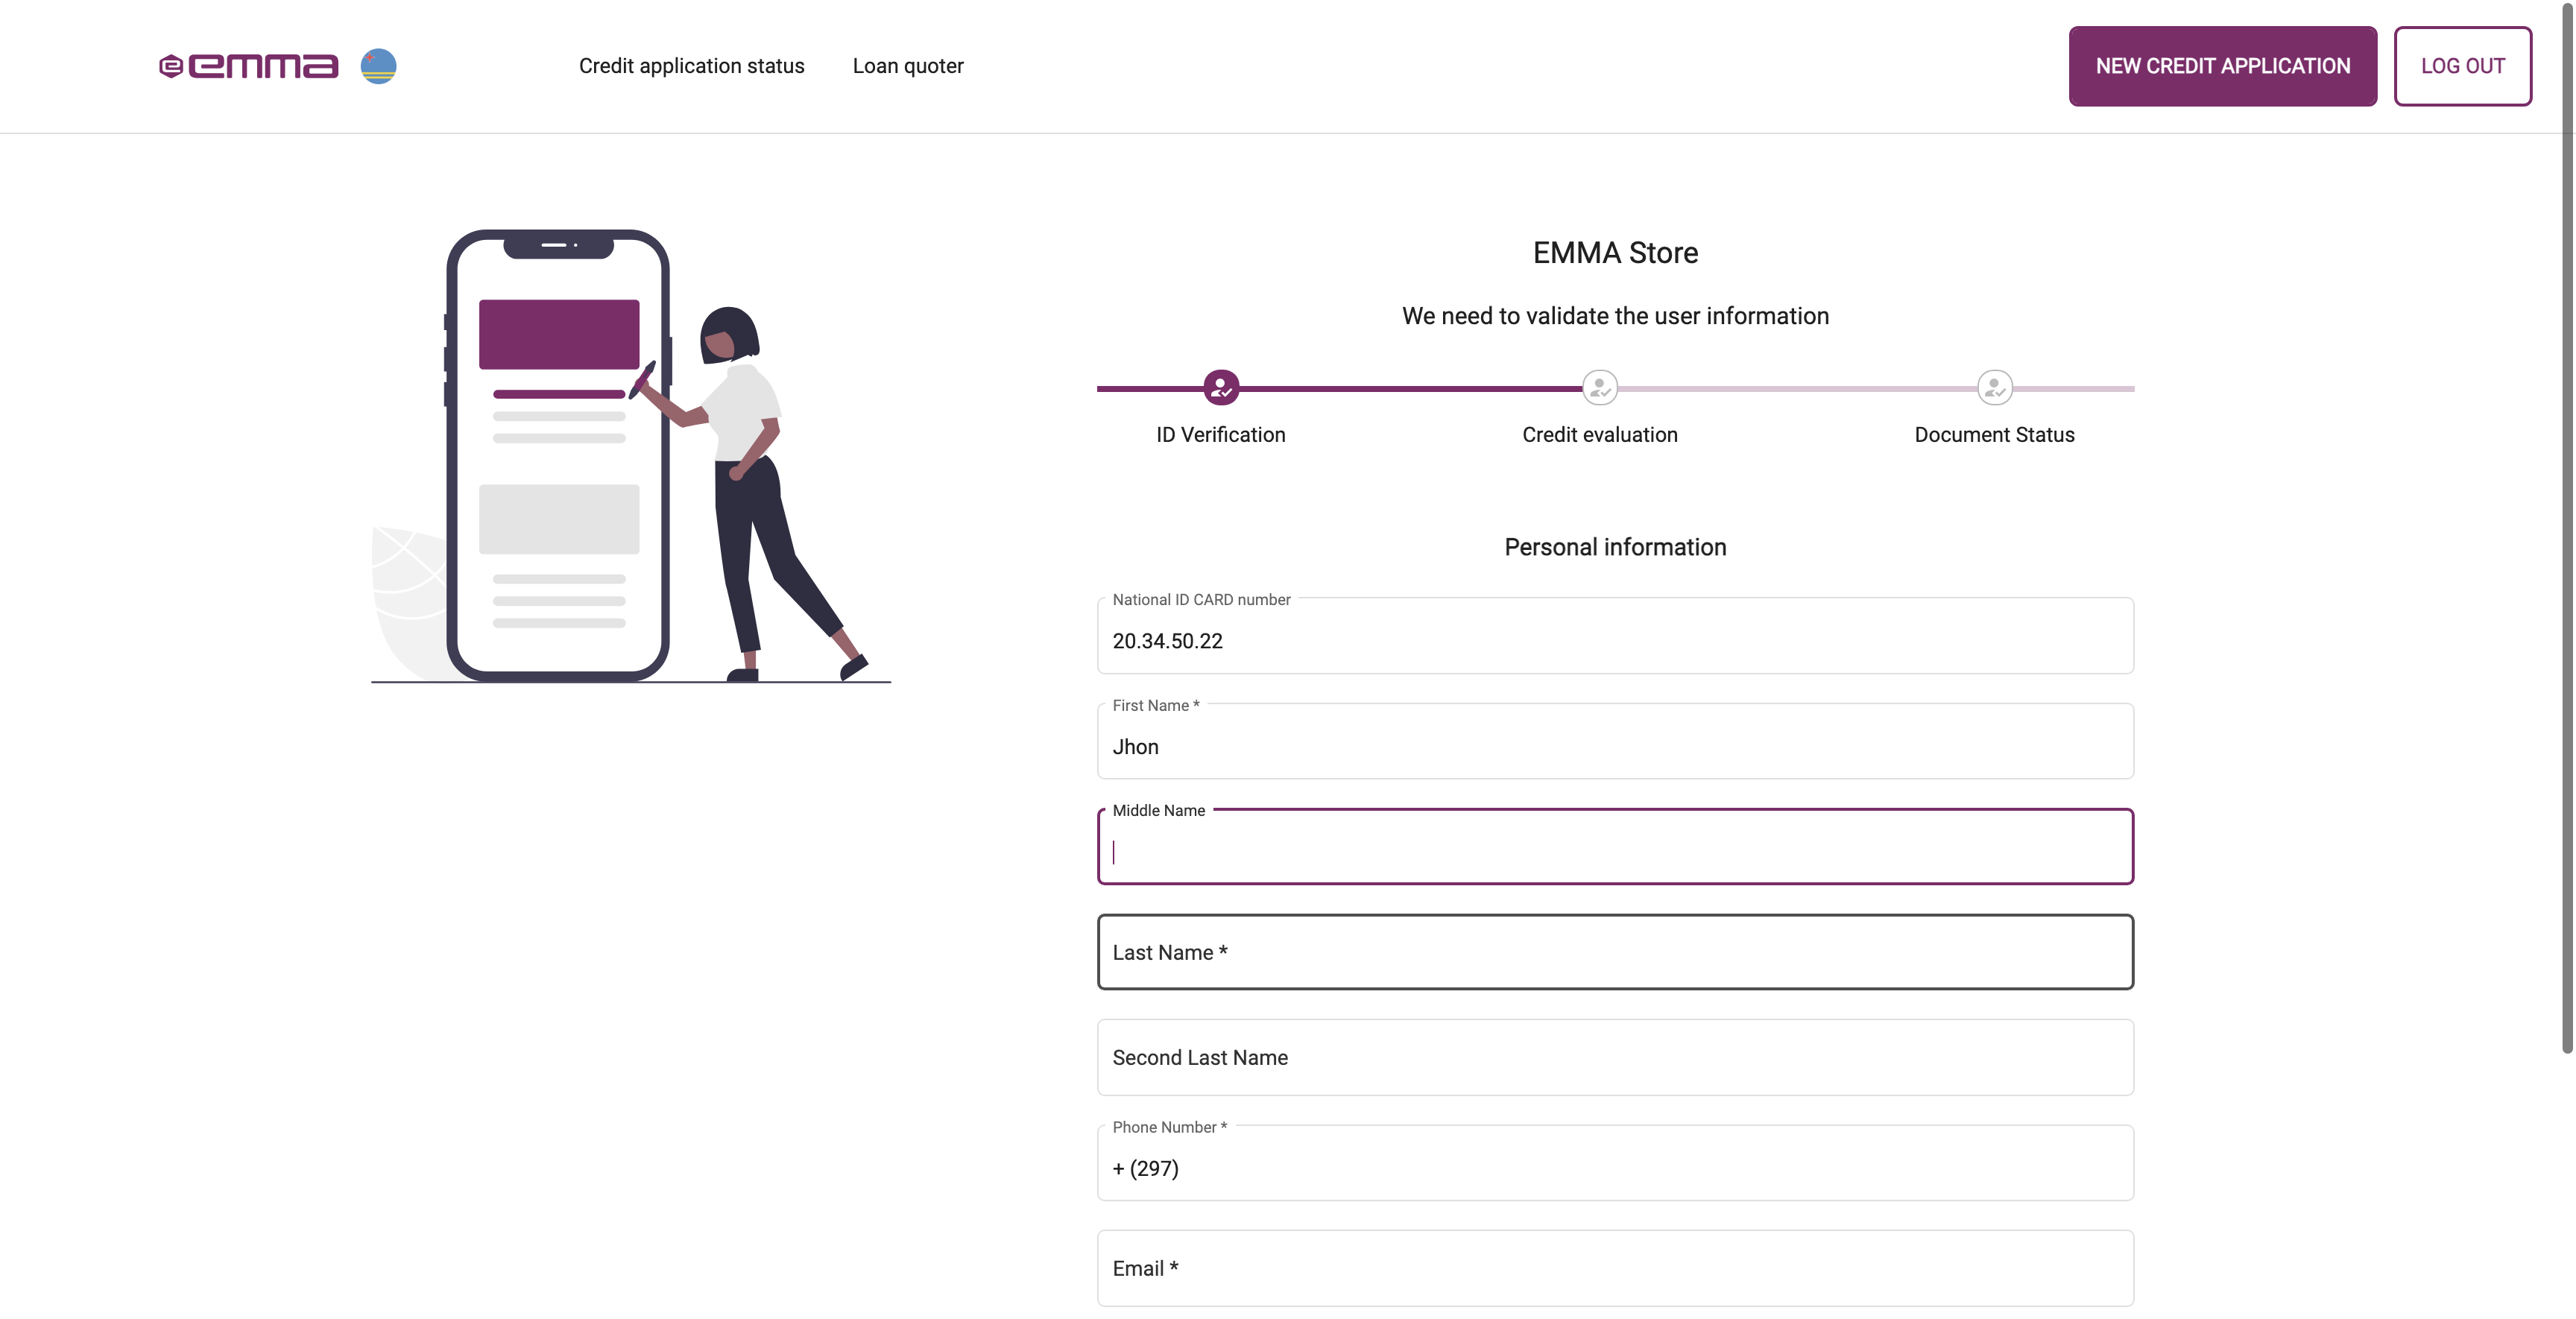 emma
Credit application status
Loan quoter
NEW CREDIT APPLICATION
LOG OUT
EMMA Store
We need to validate the user information
ID Verification
Credit evaluation
Document Status
Personal information
National ID CARD number
20.34.50.22
First Name *
Jhon
Middle Name
Last Name *
Second Last Name
Phone Number *
+ (297)
Email *